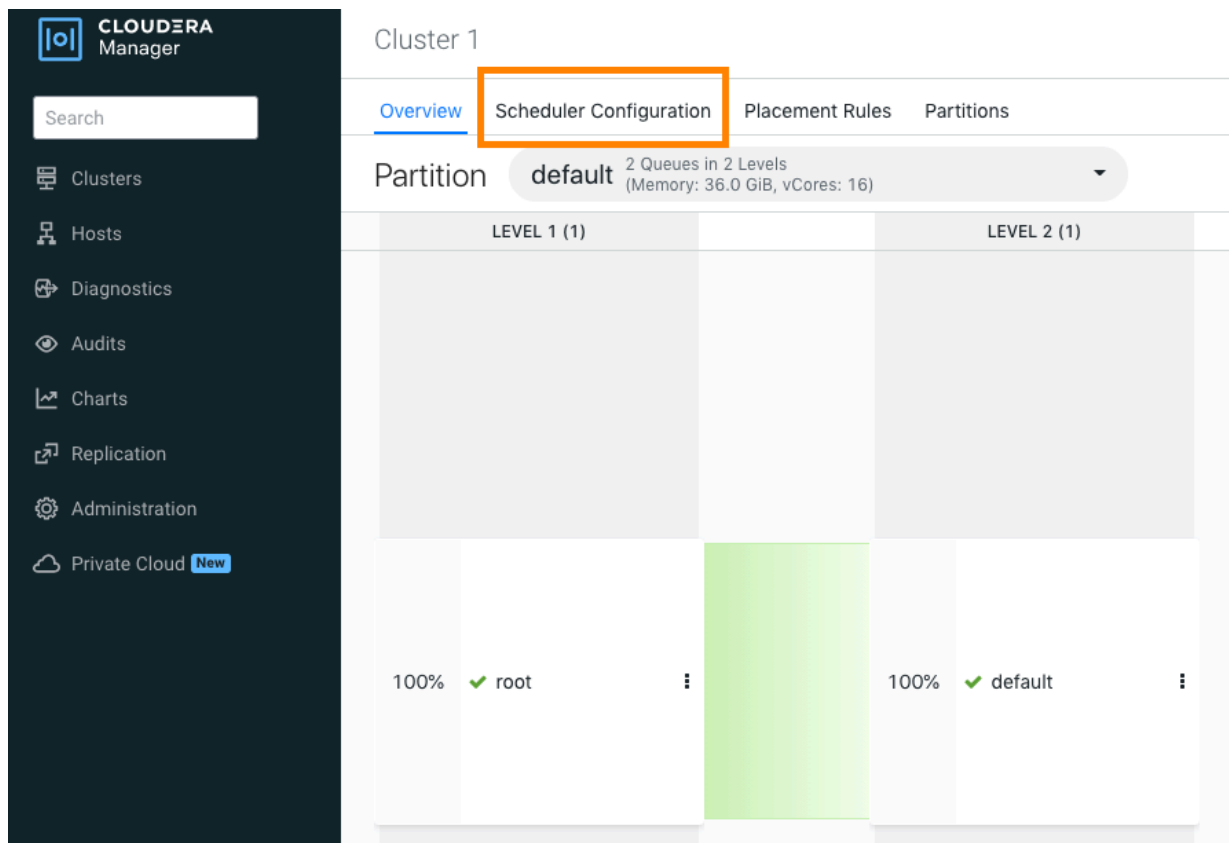 CLOUDERA
Manager
Search
Clusters
Hosts
Diagnostics
Audits
Charts
Replication
Administration
Private Cloud New
Cluster 1
Overview Scheduler Configuration Placement Rules Partitions
Partition default 2 Queues in 2 Levels
(Memory: 36.0 GiB, vCores: 16)
LEVEL 1 (1) LEVEL 2 (1)
100% root 100% default